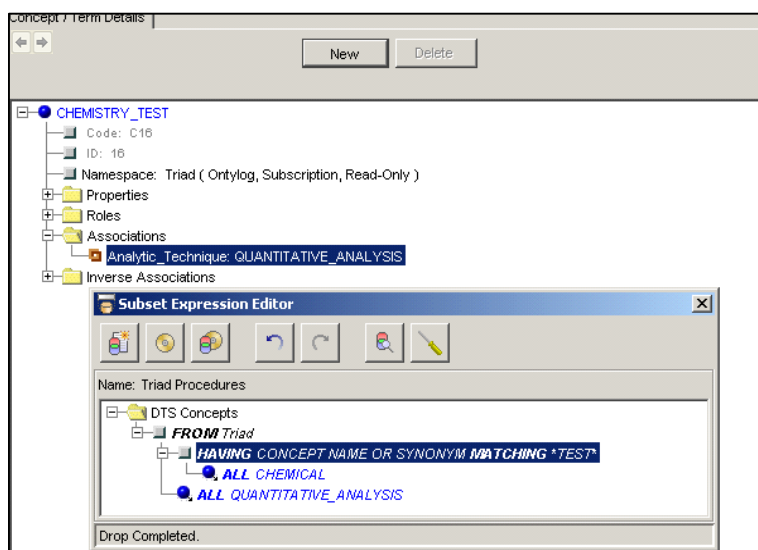 Concept / Term Details
New Delete
CHEMISTRY_TEST
Code: C16
ID: 16
Namespace: Triad ( Ontylog, Subscription, Read-Only )
Properties
Roles
Associations
Analytic_Technique: QUANTITATIVE_ANALYSIS
Inverse Associations
Subset Expression Editor
Name: Triad Procedures
DTS Concepts
FROM Triad
HAVING CONCEPT NAME OR SYNONYM MATCHING *TEST*
ALL CHEMICAL
ALL QUANTITATIVE_ANALYSIS
Drop Completed.